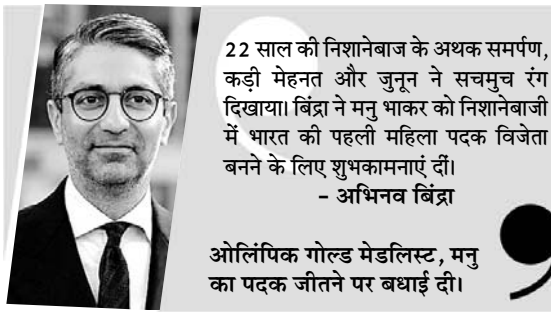 22 साल की निशानेबाज के अथक समर्पण,
कड़ी मेहनत और जुनून ने सचमुच रंग
दिखाया। बिंद्रा ने मनु भाकर को निशानेबाजी
में भारत की पहली महिला पदक विजेता
बनने के लिए शुभकामनाएं दीं।
– अभिनव बिंद्रा
ओलिंपिक गोल्ड मेडलिस्ट, मनु
का पदक जीतने पर बधाई दी।